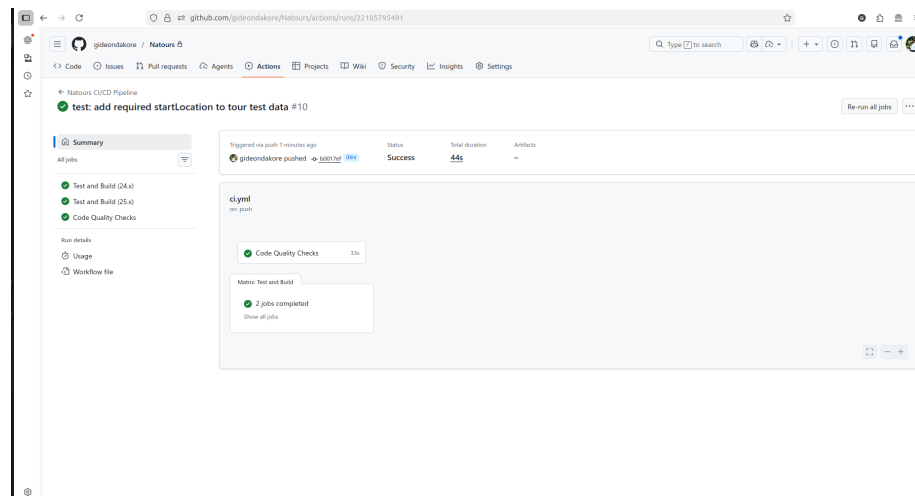 github.com/gideondakore/Natours/actions/runs/22105795491
gideondakore / Natours
Type / to search
Code Issues Pull requests Agents Actions Projects Wiki Security Insights Settings
← Natours CI/CD Pipeline
test: add required startLocation to tour test data #10
Re-run all jobs
Summary
All jobs
Test and Build (24.x)
Test and Build (25.x)
Code Quality Checks
Run details
Usage
Workflow file
Triggered via push 7 minutes ago Status Total duration Artifacts
gideondakore pushed b0017ef dev Success 44s –
ci.yml
on: push
Code Quality Checks 33s
Matrix: Test and Build
2 jobs completed
Show all jobs